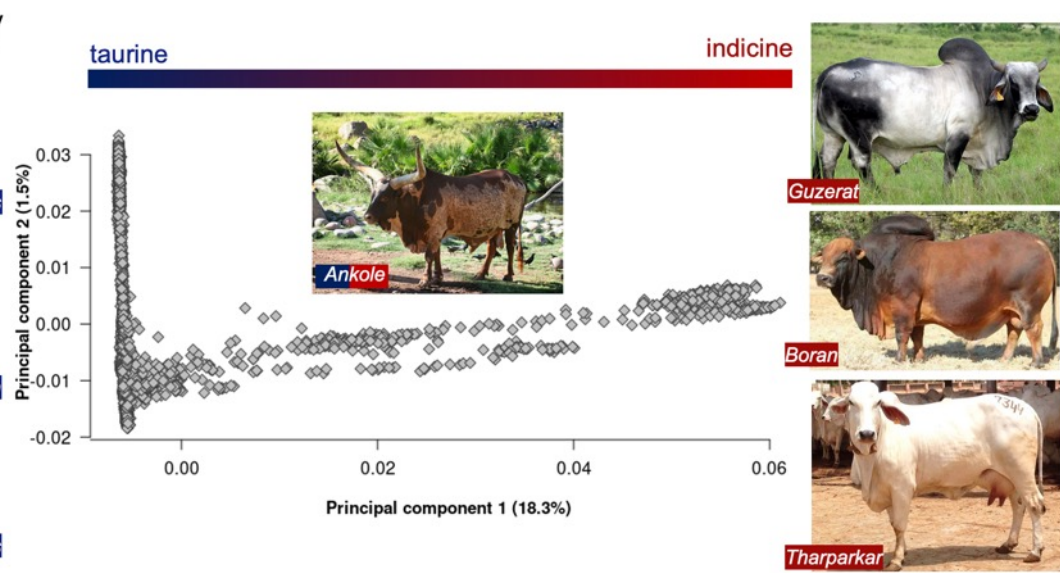 taurine
indicine
Guzerat
0.03
0.02
0.01
0.00
-0.01
-0.02
Principal component 2 (1.5%)
Ankole
Boran
0.00
0.02
0.04
0.06
Principal component 1 (18.3%)
7344
Tharparkar